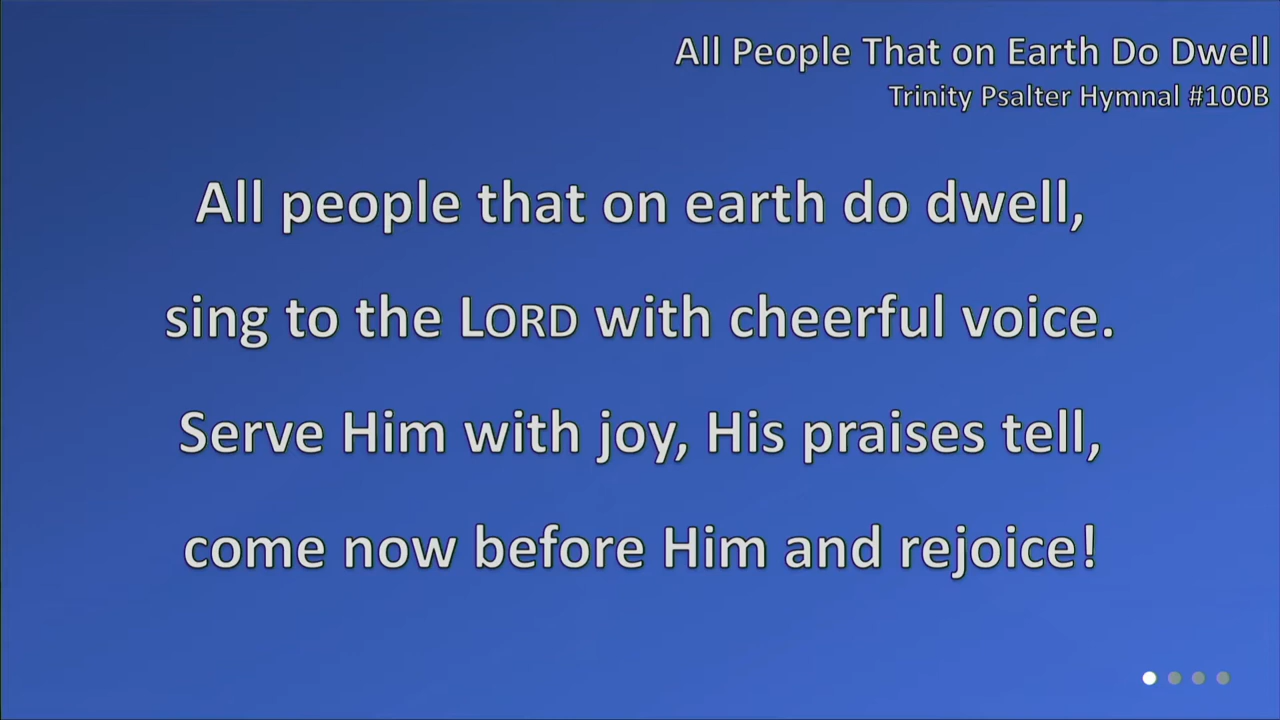 All People That on Earth Do Dwell
Trinity Psalter Hymnal #100B
All people that on earth do dwell,
sing to the LORD with cheerful voice.
Serve Him with joy, His praises tell,
come now before Him and rejoice!